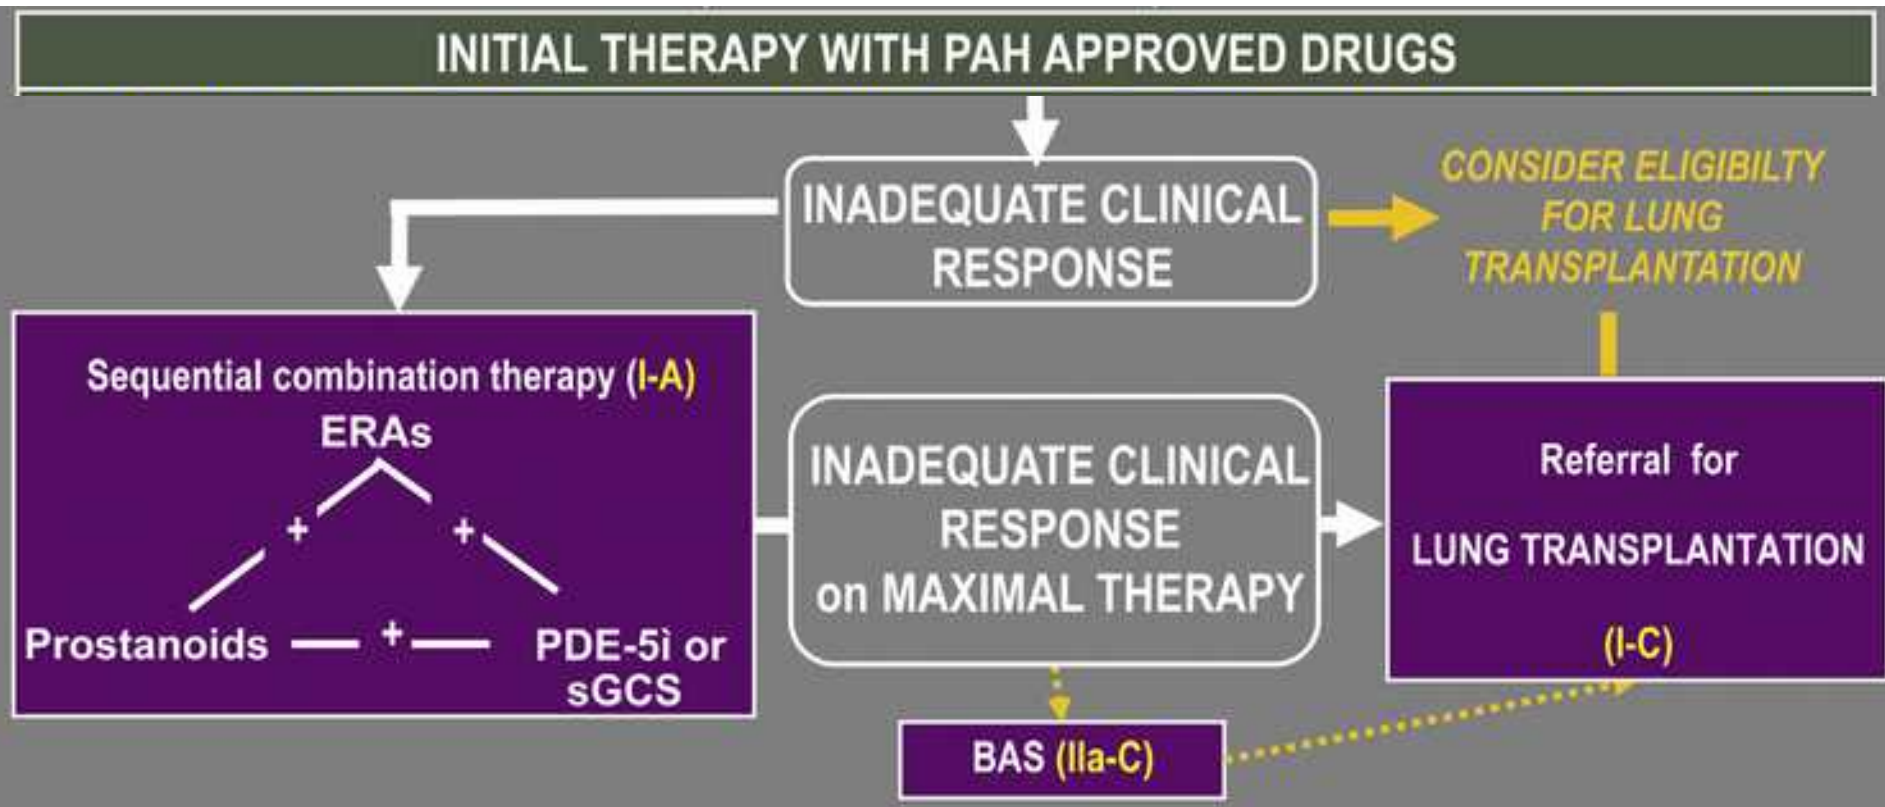 INITIAL THERAPY WITH PAH APPROVED DRUGS
INADEQUATE CLINICAL
RESPONSE
CONSIDER ELIGIBILTY
FOR LUNG
TRANSPLANTATION
Sequential combination therapy (I-A)
ERAs
+ +
Prostanoids + PDE-5ì or
sGCS
INADEQUATE CLINICAL
RESPONSE
on MAXIMAL THERAPY
Referral for
LUNG TRANSPLANTATION
(I-C)
BAS (IIa-C)